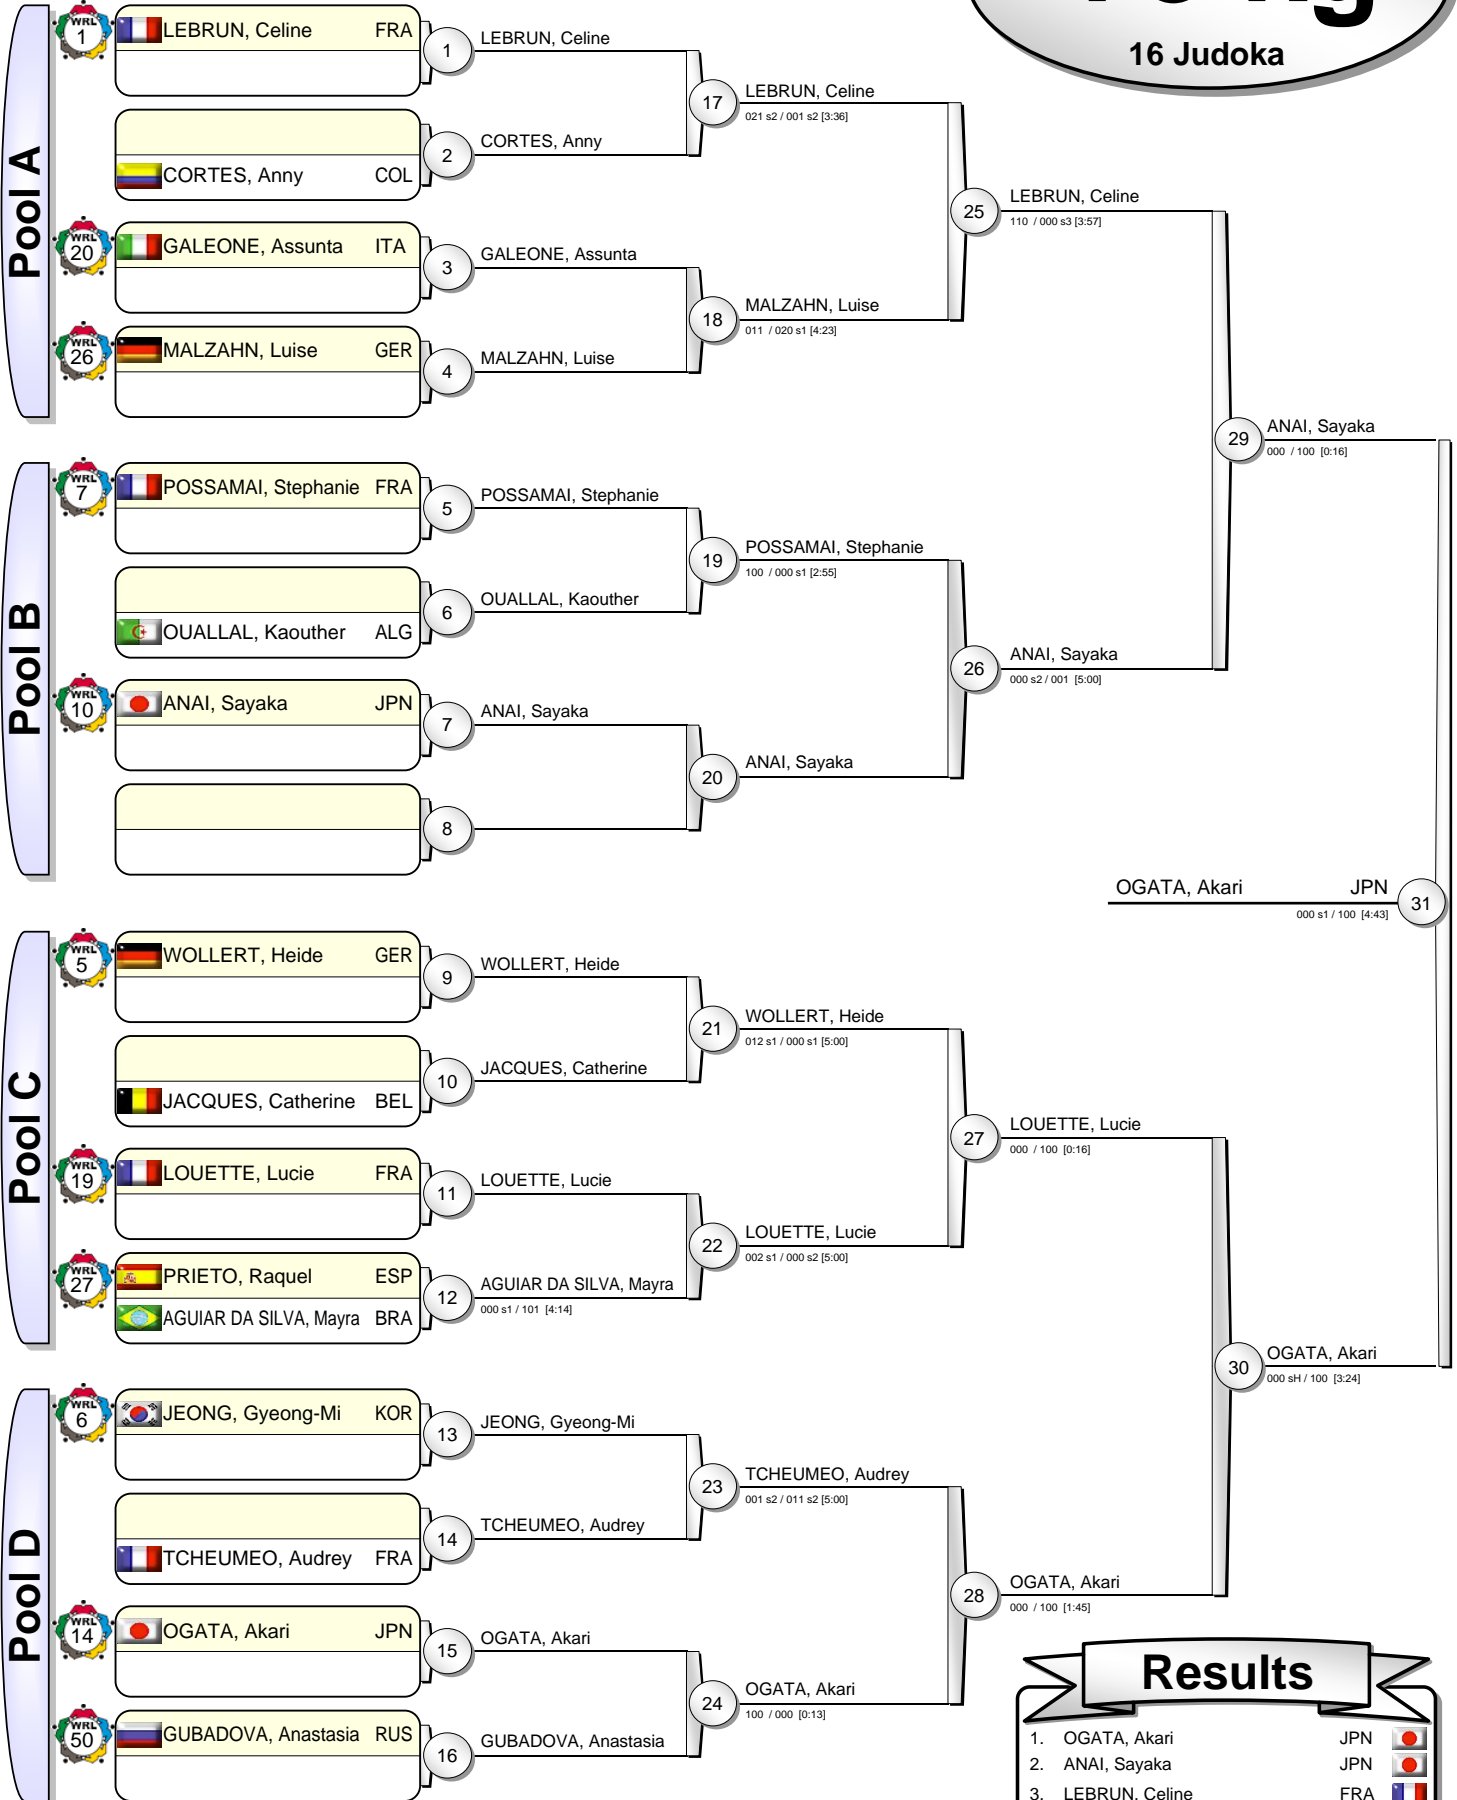 16 Judoka
Pool A
WRL 1
LEBRUN, Celine FRA
1
LEBRUN, Celine
CORTES, Anny COL
2
CORTES, Anny
17
LEBRUN, Celine
021 s2 / 001 s2 [3:36]
WRL 20
GALEONE, Assunta ITA
3
GALEONE, Assunta
WRL 26
MALZAHN, Luise GER
4
MALZAHN, Luise
18
MALZAHN, Luise
011 / 020 s1 [4:23]
25
LEBRUN, Celine
110 / 000 s3 [3:57]
Pool B
WRL 7
POSSAMAI, Stephanie FRA
5
POSSAMAI, Stephanie
OUALLAL, Kaouther ALG
6
OUALLAL, Kaouther
19
POSSAMAI, Stephanie
100 / 000 s1 [2:55]
WRL 10
ANAI, Sayaka JPN
7
ANAI, Sayaka
8
20
ANAI, Sayaka
26
ANAI, Sayaka
000 s2 / 001 [5:00]
29
ANAI, Sayaka
000 / 100 [0:16]
OGATA, Akari JPN
31
000 s1 / 100 [4:43]
Pool C
WRL 5
WOLLERT, Heide GER
9
WOLLERT, Heide
JACQUES, Catherine BEL
10
JACQUES, Catherine
21
WOLLERT, Heide
012 s1 / 000 s1 [5:00]
WRL 19
LOUETTE, Lucie FRA
11
LOUETTE, Lucie
WRL 27
PRIETO, Raquel ESP
AGUIAR DA SILVA, Mayra BRA
12
AGUIAR DA SILVA, Mayra
000 s1 / 101 [4:14]
22
LOUETTE, Lucie
002 s1 / 000 s2 [5:00]
27
LOUETTE, Lucie
000 / 100 [0:16]
Pool D
WRL 6
JEONG, Gyeong-Mi KOR
13
JEONG, Gyeong-Mi
TCHEUMEO, Audrey FRA
14
TCHEUMEO, Audrey
23
TCHEUMEO, Audrey
001 s2 / 011 s2 [5:00]
WRL 14
OGATA, Akari JPN
15
OGATA, Akari
WRL 50
GUBADOVA, Anastasia RUS
16
GUBADOVA, Anastasia
24
OGATA, Akari
100 / 000 [0:13]
28
OGATA, Akari
000 / 100 [1:45]
30
OGATA, Akari
000 sH / 100 [3:24]
Results
1. OGATA, Akari JPN
2. ANAI, Sayaka JPN
3. LEBRUN, Celine FRA